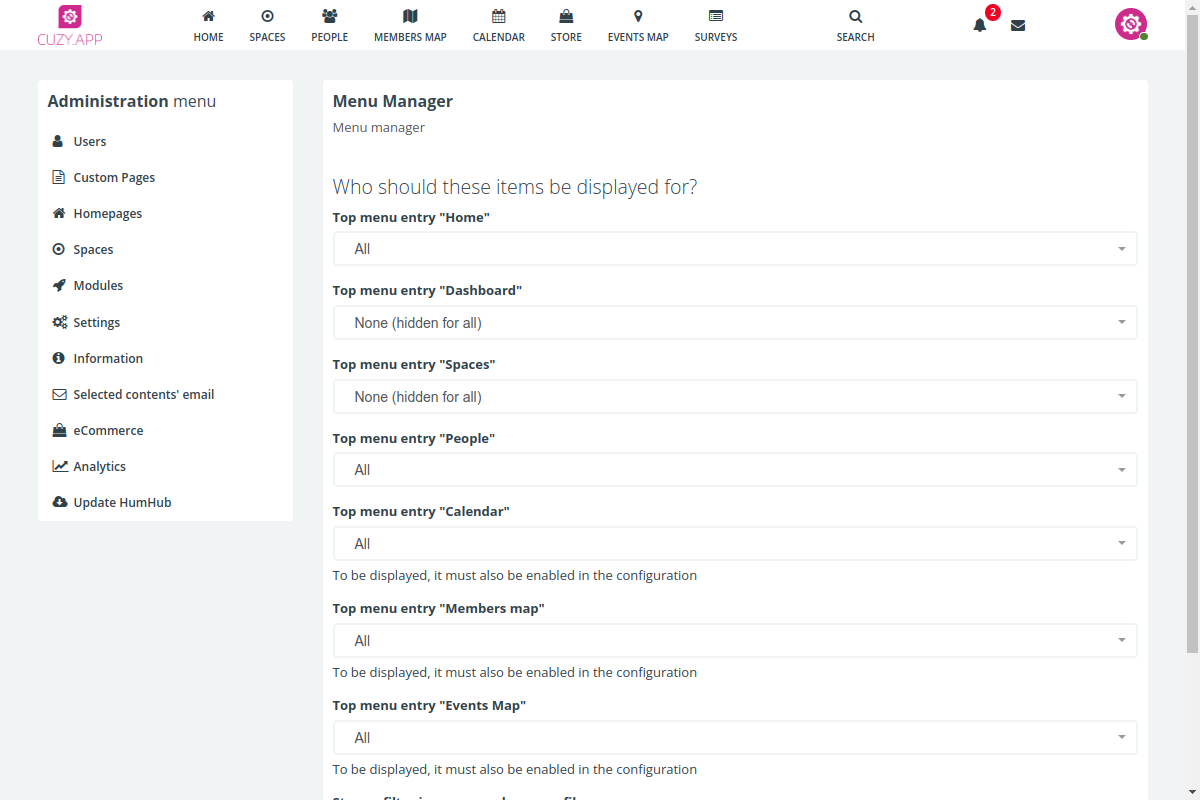 CUZY.APP
HOME
SPACES
PEOPLE
MEMBERS MAP
CALENDAR
STORE
EVENTS MAP
SURVEYS
SEARCH
2
Administration menu
Users
Custom Pages
Homepages
Spaces
Modules
Settings
Information
Selected contents' email
eCommerce
Analytics
Update HumHub
Menu Manager
Menu manager
Who should these items be displayed for?
Top menu entry "Home"
All
Top menu entry "Dashboard"
None (hidden for all)
Top menu entry "Spaces"
None (hidden for all)
Top menu entry "People"
All
Top menu entry "Calendar"
All
To be displayed, it must also be enabled in the configuration
Top menu entry "Members map"
All
To be displayed, it must also be enabled in the configuration
Top menu entry "Events Map"
All
To be displayed, it must also be enabled in the configuration